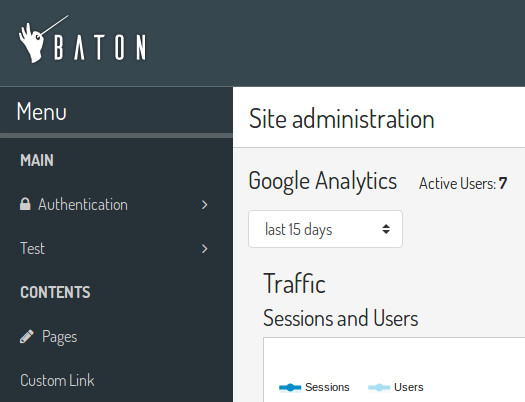 BATON
Menu
MAIN
Authentication
Test
CONTENTS
Pages
Custom Link
Site administration
Google Analytics Active Users: 7
last 15 days
Traffic
Sessions and Users
Sessions Users